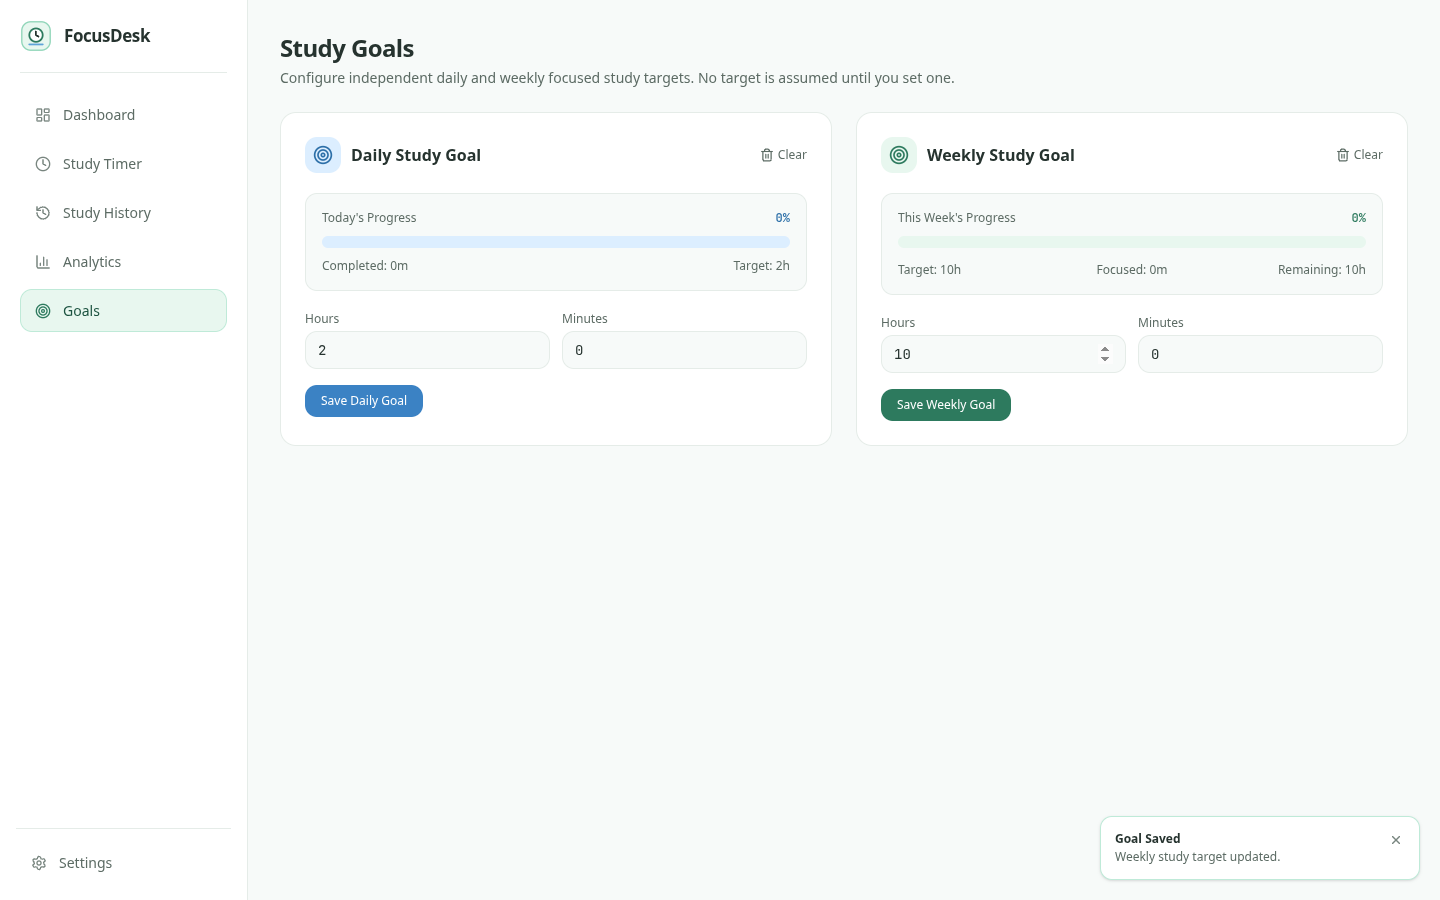 FocusDesk
Dashboard
Study Timer
Study History
Analytics
Goals
Settings
Study Goals
Configure independent daily and weekly focused study targets. No target is assumed until you set one.
Daily Study Goal
Clear
Today's Progress
0%
Completed: 0m
Target: 2h
Hours
Minutes
2
0
Save Daily Goal
Weekly Study Goal
Clear
This Week's Progress
0%
Target: 10h
Focused: 0m
Remaining: 10h
Hours
Minutes
10
0
Save Weekly Goal
Goal Saved
Weekly study target updated.